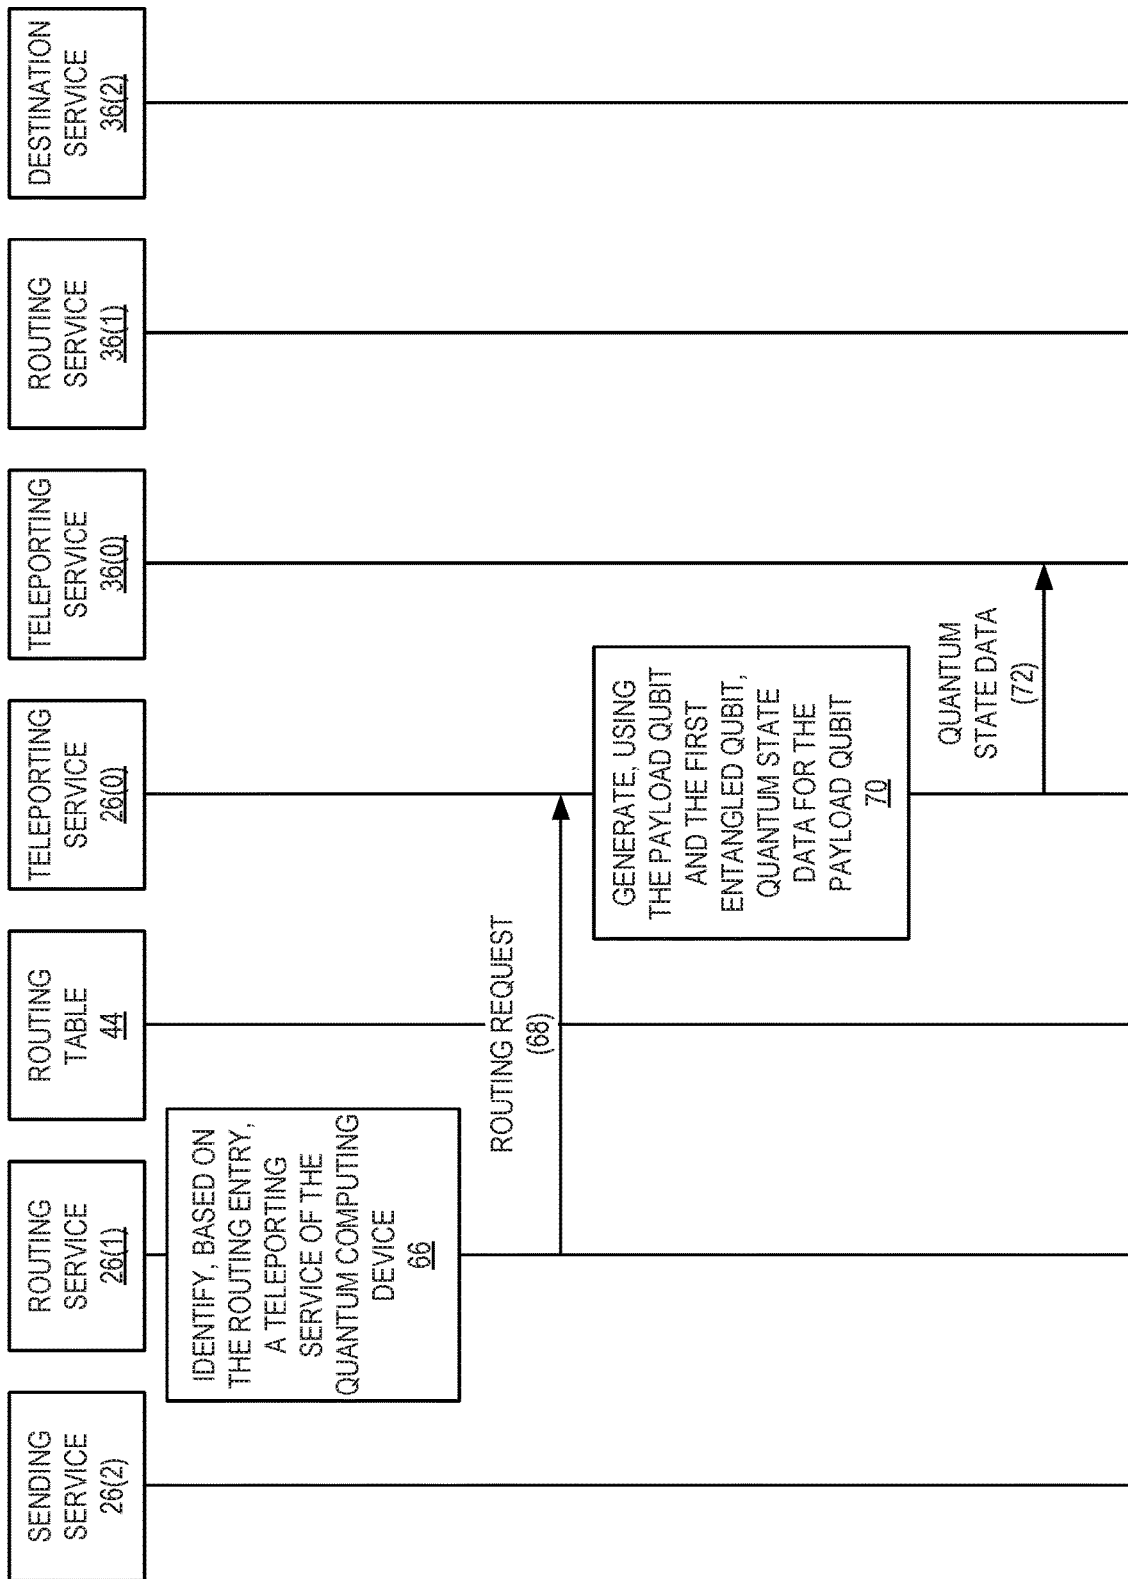 SENDING
SERVICE
26(2)
ROUTING
SERVICE
26(1)
ROUTING
TABLE
44
TELEPORTING
SERVICE
26(0)
TELEPORTING
SERVICE
36(0)
ROUTING
SERVICE
36(1)
DESTINATION
SERVICE
36(2)
IDENTIFY, BASED ON
THE ROUTING ENTRY,
A TELEPORTING
SERVICE OF THE
QUANTUM COMPUTING
DEVICE
66
ROUTING REQUEST
(68)
GENERATE, USING
THE PAYLOAD QUBIT
AND THE FIRST
ENTANGLED QUBIT,
QUANTUM STATE
DATA FOR THE
PAYLOAD QUBIT
70
QUANTUM
STATE DATA
(72)